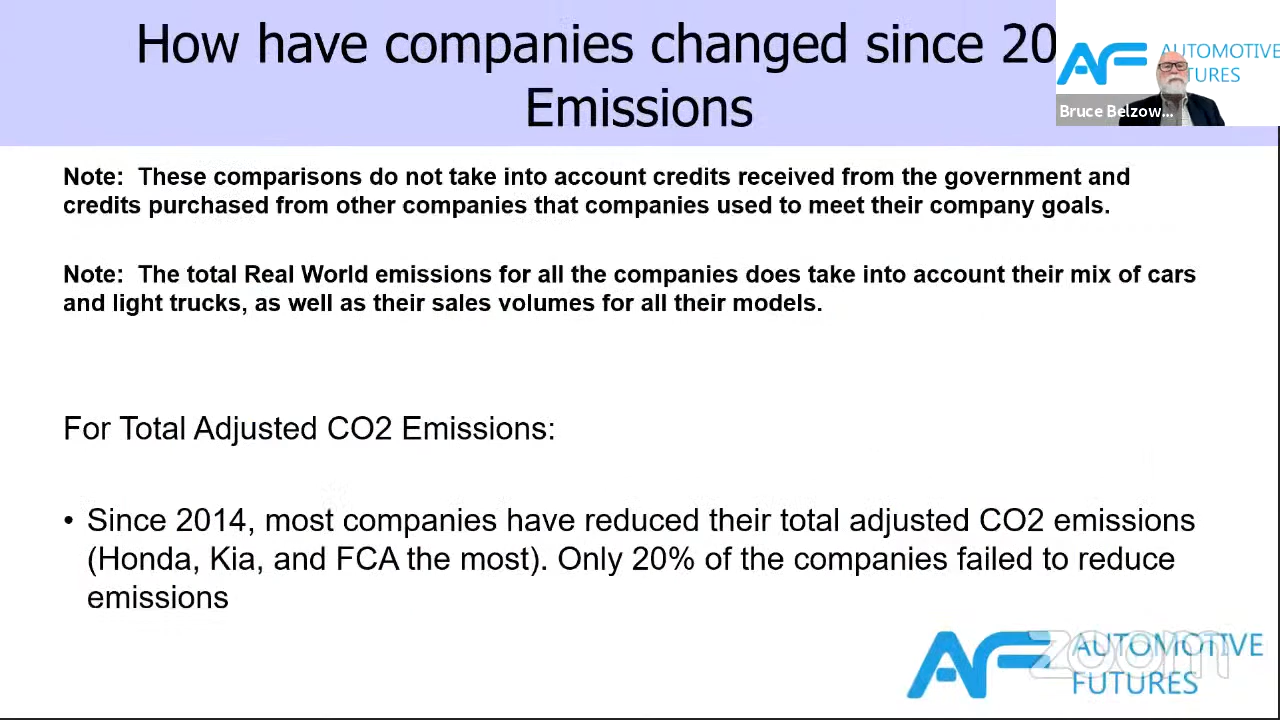 How have companies changed since 20
Emissions
AF AUTOMOTIVE
TURES
Bruce Belzow...
Note: These comparisons do not take into account credits received from the government and
credits purchased from other companies that companies used to meet their company goals.
Note: The total Real World emissions for all the companies does take into account their mix of cars
and light trucks, as well as their sales volumes for all their models.
For Total Adjusted CO2 Emissions:
• Since 2014, most companies have reduced their total adjusted CO2 emissions
(Honda, Kia, and FCA the most). Only 20% of the companies failed to reduce
emissions
AF AUTOMOTIVE
FUTURES
zoom